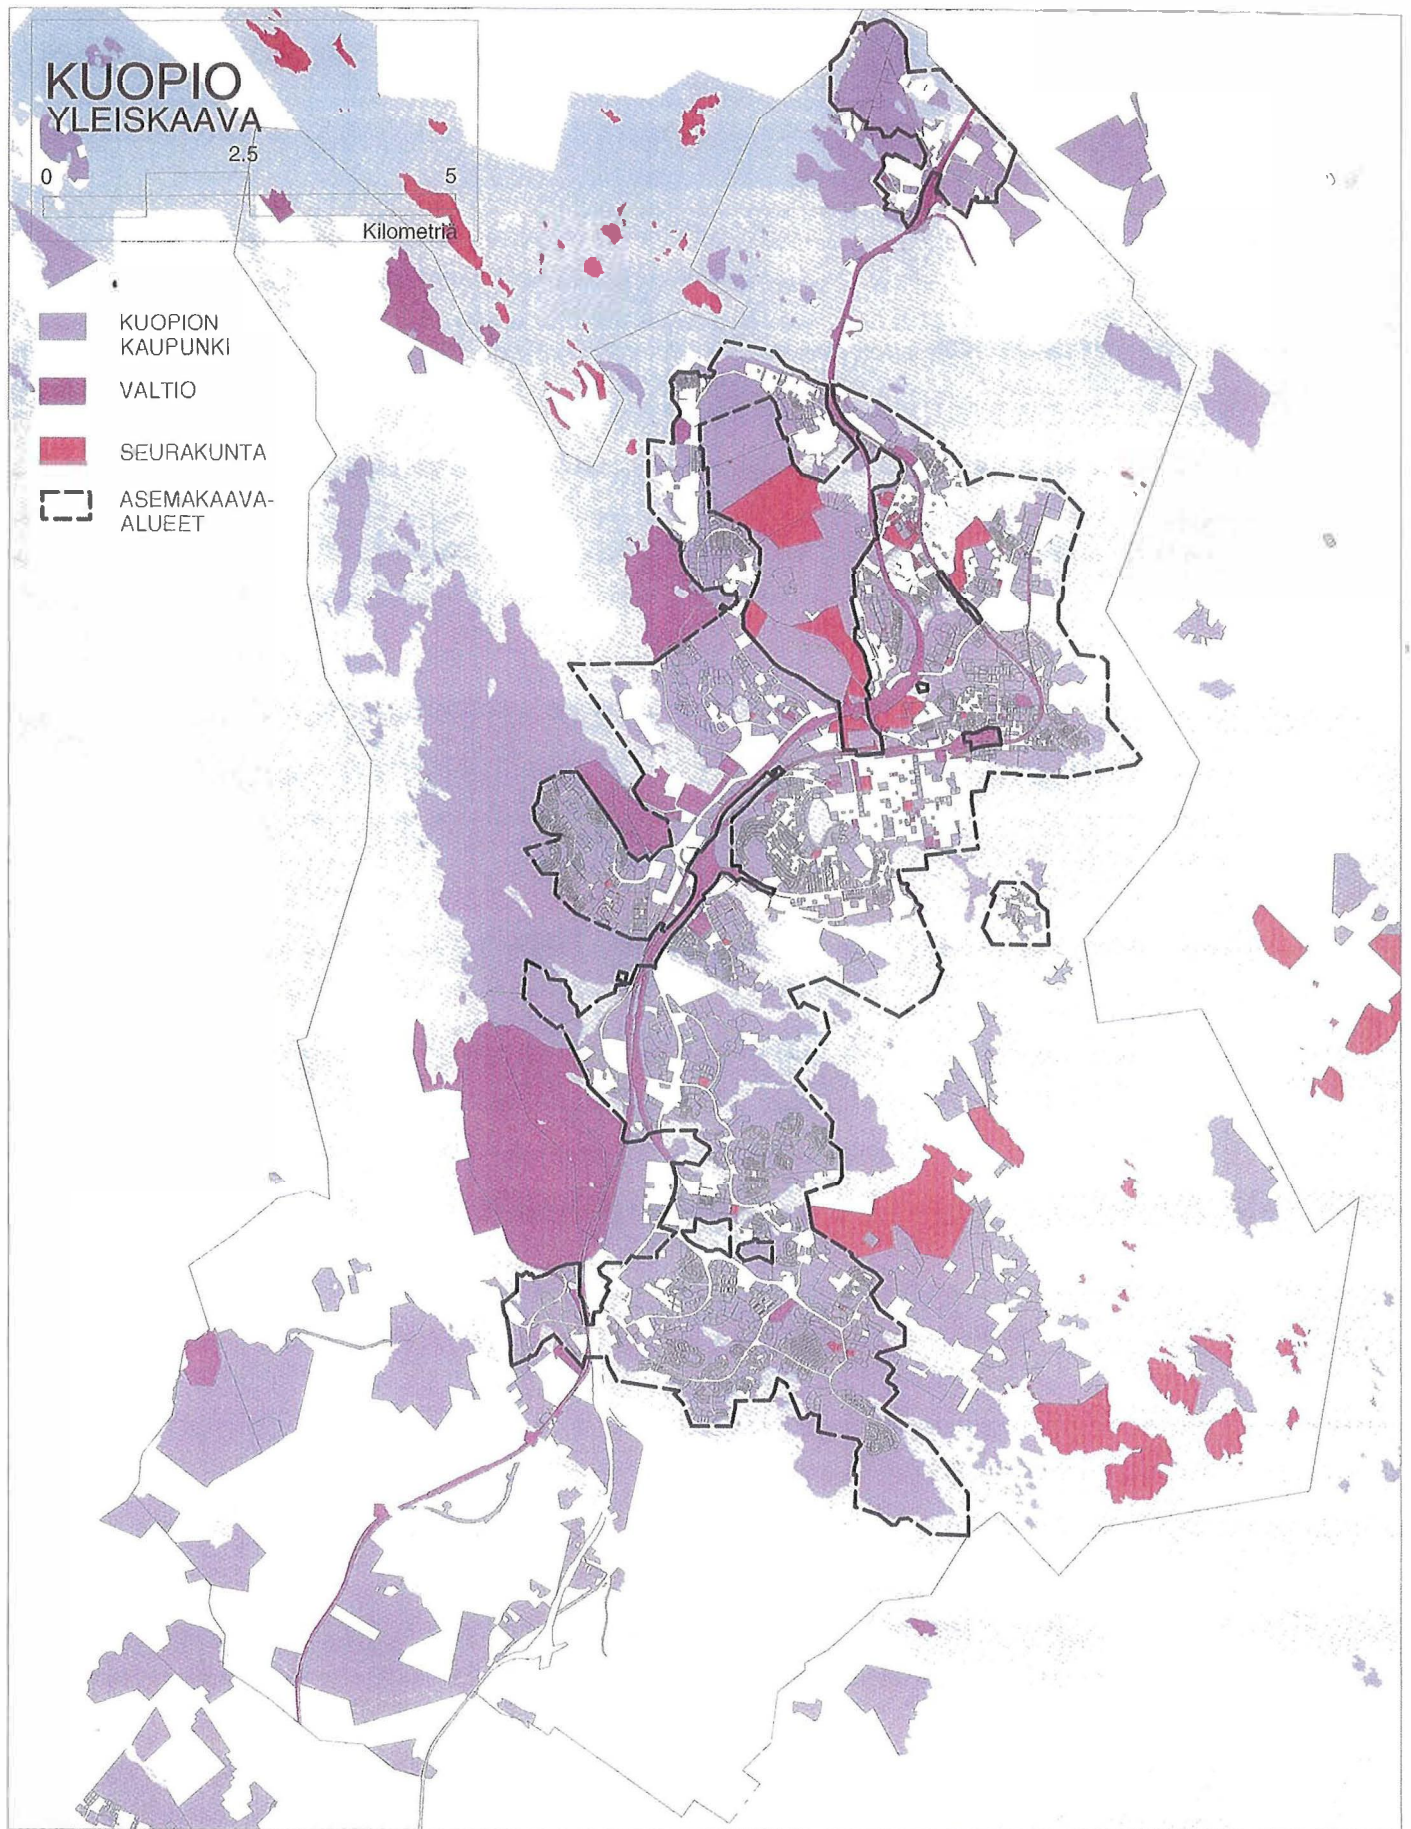 KUOPIO
YLEISKAAVA
2.5
0 5
Kilometriä
KUOPION
KAUPUNKI
VALTIO
SEURAKUNTA
ASEMAKAAVA-
ALUEET